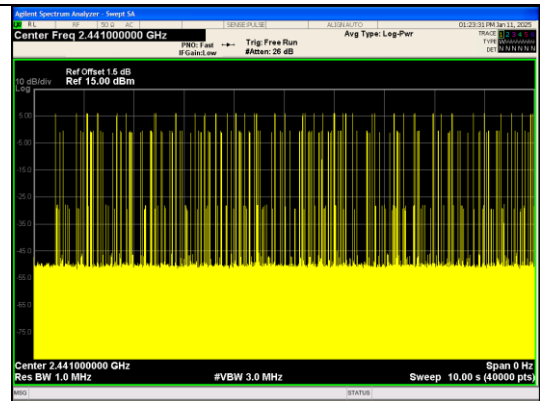 Agilent Spectrum Analyzer - Swept SA
RL RF 50 Ω AC SENSE:PULSE ALIGN AUTO 01:23:31 PM Jan 11, 2025
Center Freq 2.441000000 GHz Avg Type: Log-Pwr TRACE 1 2 3 4 5 6
PNO: Fast Trig: Free Run TYPE
IFGain:Low #Atten: 26 dB DET N N N N N N
Ref Offset 1.5 dB
10 dB/div Ref 15.00 dBm
Log
5.00
-5.00
-15.0
-25.0
-35.0
-45.0
-55.0
-65.0
-75.0
Center 2.441000000 GHz Span 0 Hz
Res BW 1.0 MHz #VBW 3.0 MHz Sweep 10.00 s (40000 pts)
MSG STATUS